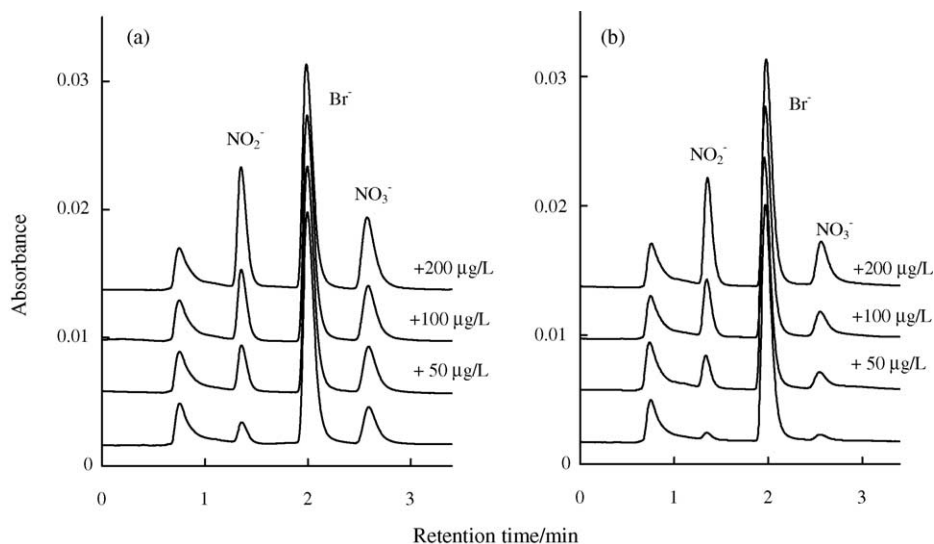 (a)
0.03
Br⁻
NO₂⁻
0.02
NO₃⁻
+200 µg/L
+100 µg/L
0.01
+ 50 µg/L
0
0 1 2 3
(b)
0.03
Br⁻
NO₂⁻
0.02
NO₃⁻
+200 µg/L
+100 µg/L
0.01
+ 50 µg/L
0
0 1 2 3
Absorbance
Retention time/min